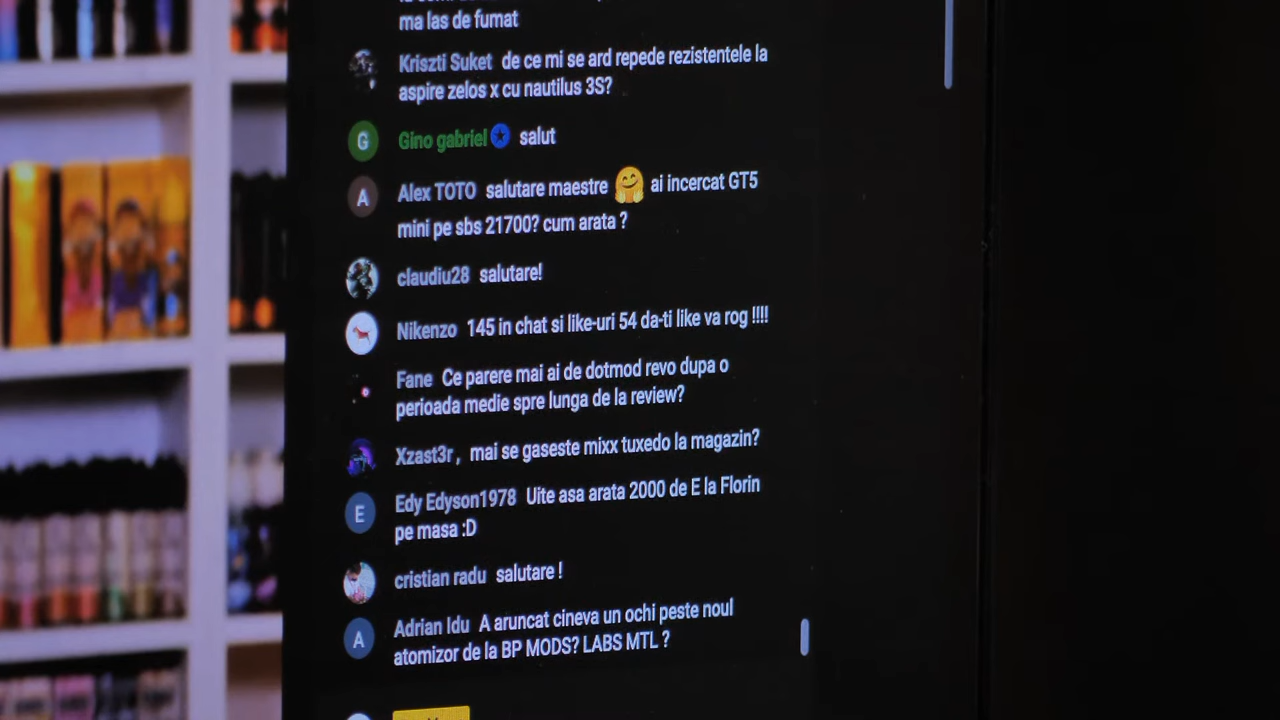 ma las de fumat
Kriszti Suket de ce mi se ard repede rezistentele la
aspire zelos x cu nautilus 3S?
G Gino gabriel salut
A Alex TOTO salutare maestre 🤗 ai incercat GT5
mini pe sbs 21700? cum arata ?
claudiu28 salutare!
Nikenzo 145 in chat si like-uri 54 da-ti like va rog !!!!
Fane Ce parere mai ai de dotmod revo dupa o
perioada medie spre lunga de la review?
Xzast3r , mai se gaseste mixx tuxedo la magazin?
E Edy Edyson1978 Uite asa arata 2000 de E la Florin
pe masa :D
cristian radu salutare !
A Adrian Idu A aruncat cineva un ochi peste noul
atomizor de la BP MODS? LABS MTL ?